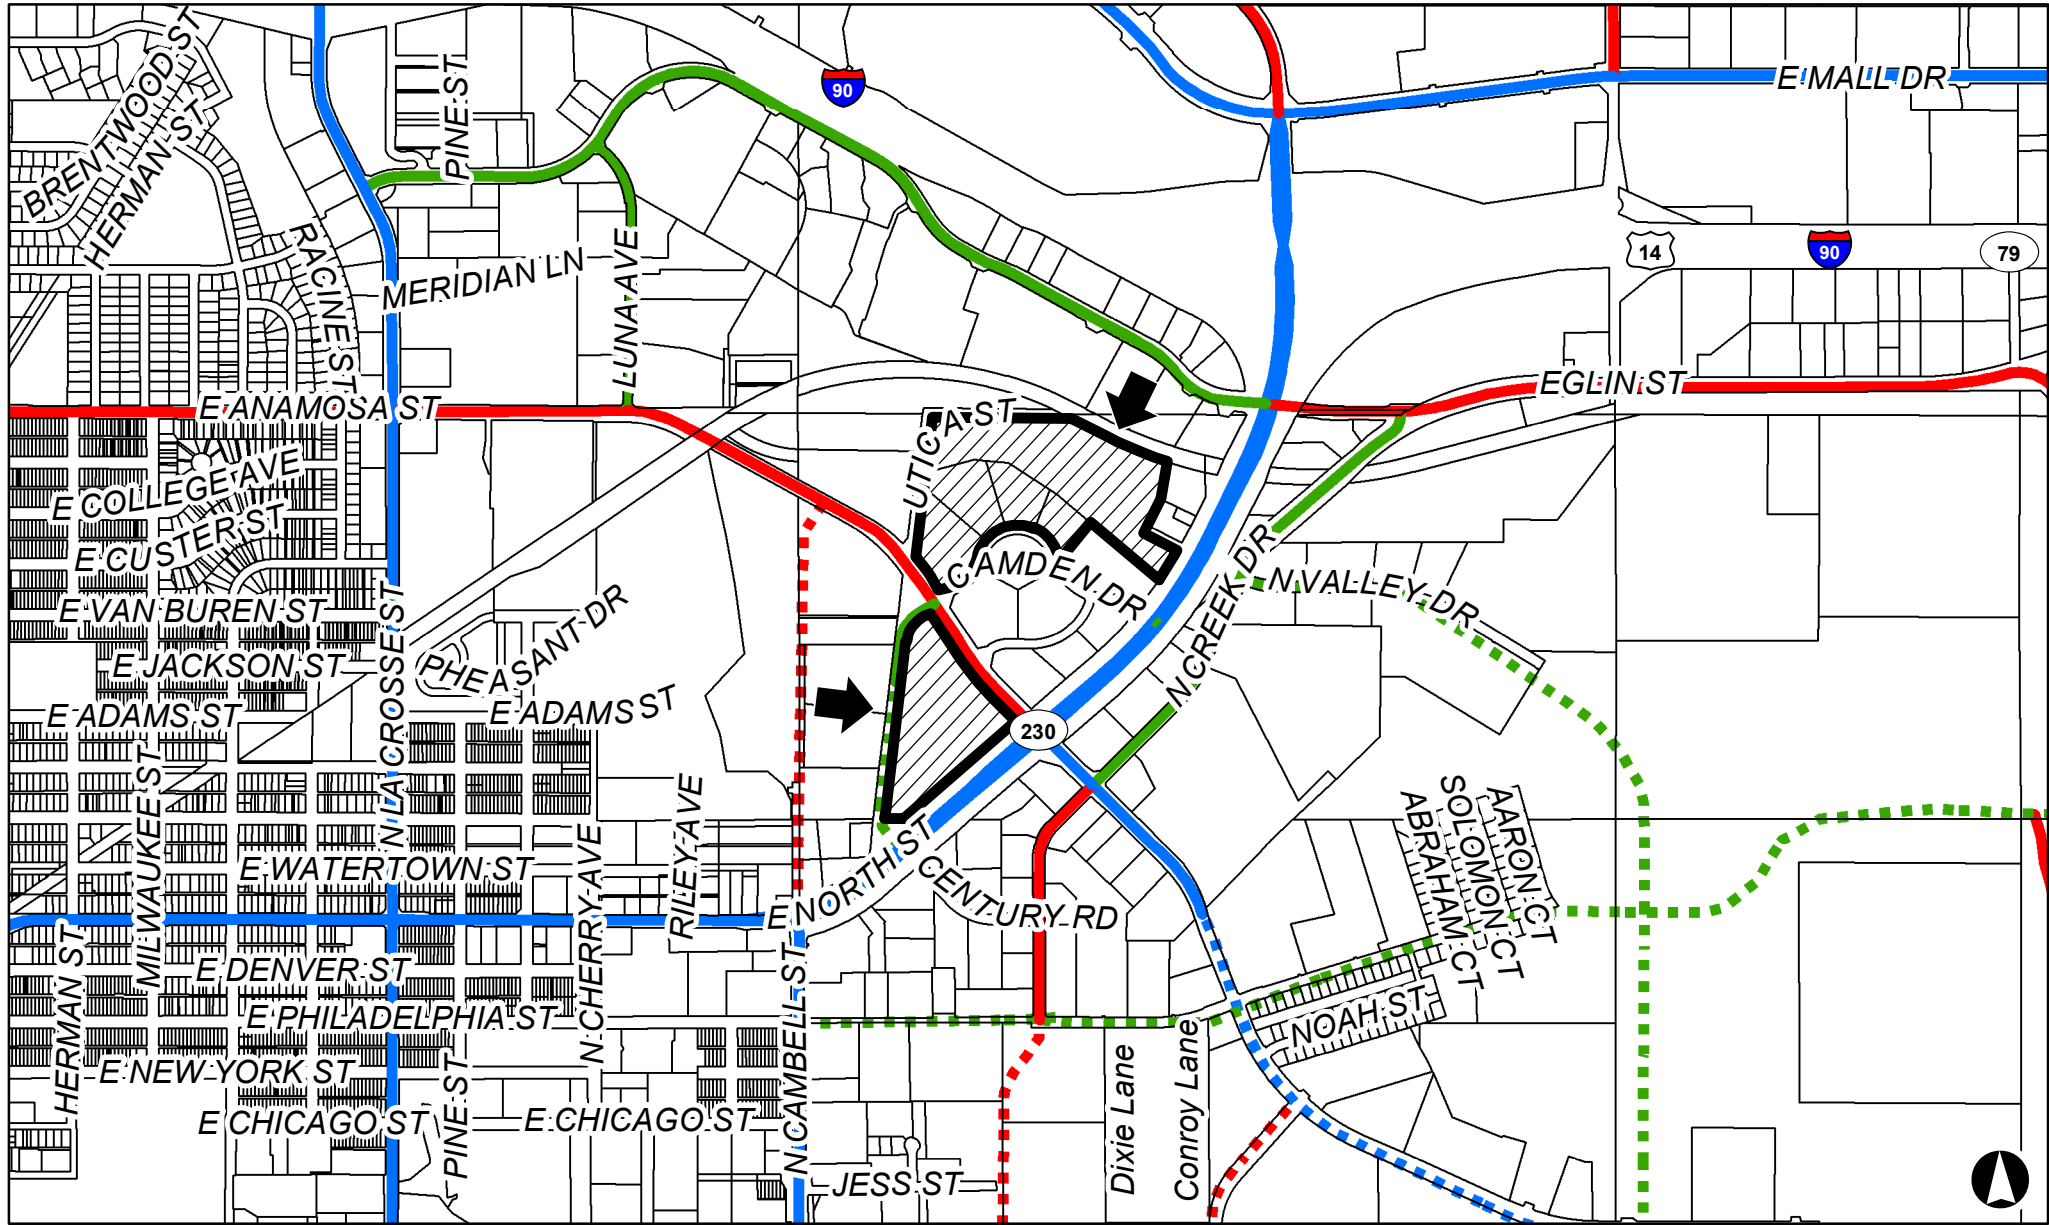 BRENTWOOD ST
HERMAN ST
PINE ST
90
E MALL DR
14
90
79
RACINE ST
MERIDIAN LN
LUNA AVE
EGLIN ST
E ANAMOSA ST
UTICA ST
E COLLEGE AVE
E CUSTER ST
CAMDEN DR
N CREEK DR
N VALLEY DR
E VAN BUREN ST
PHEASANT DR
E JACKSON ST
N LA CROSSE ST
E ADAMS ST
E ADAMS ST
230
MILWAUKEE ST
RILEY AVE
N CHERRY AVE
E WATERTOWN ST
E NORTH ST
CENTURY RD
ABRAHAM CT
SOLOMON CT
AARON CT
HERMAN ST
E DENVER ST
N CAMBELL ST
E PHILADELPHIA ST
NOAH ST
E NEW YORK ST
PINE ST
E CHICAGO ST
E CHICAGO ST
Dixie Lane
Conroy Lane
JESS ST